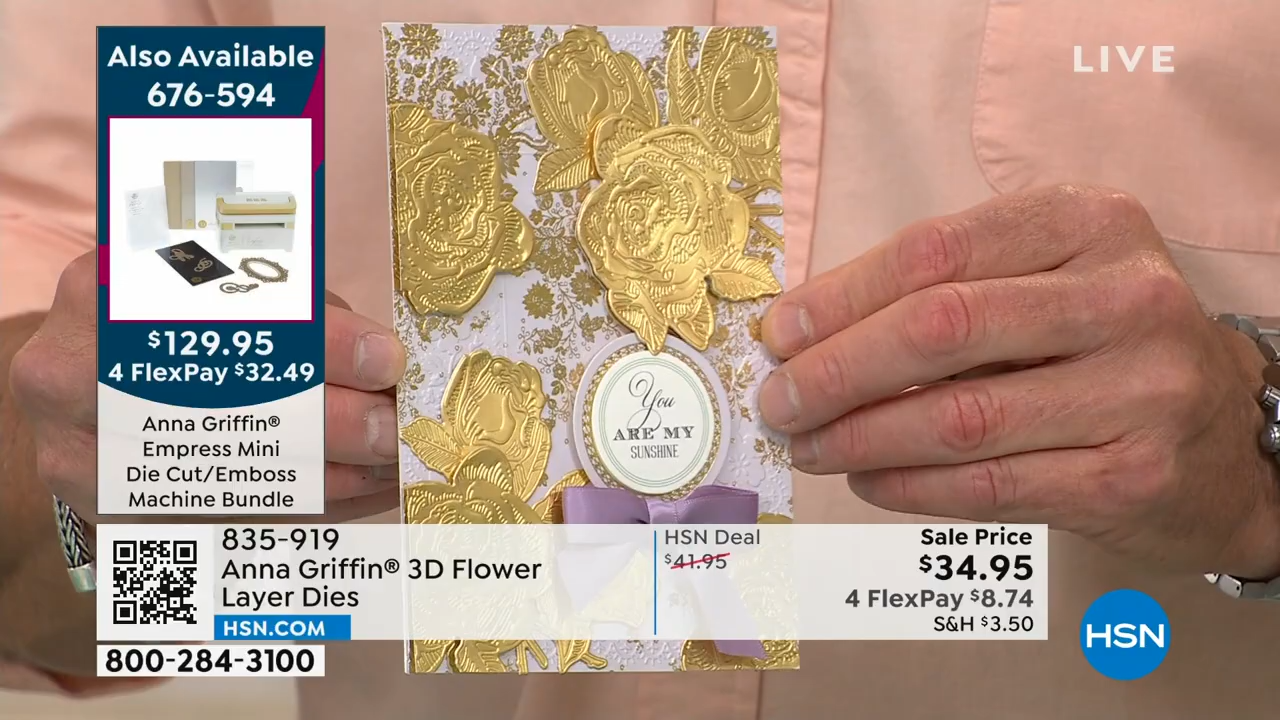 Also Available
676-594
$129.95
4 FlexPay $32.49
Anna Griffin®
Empress Mini
Die Cut/Emboss
Machine Bundle
LIVE
You
ARE MY
SUNSHINE
835-919
Anna Griffin® 3D Flower
Layer Dies
HSN.COM
800-284-3100
HSN Deal
$41.95
Sale Price
$34.95
4 FlexPay $8.74
S&H $3.50
HSN